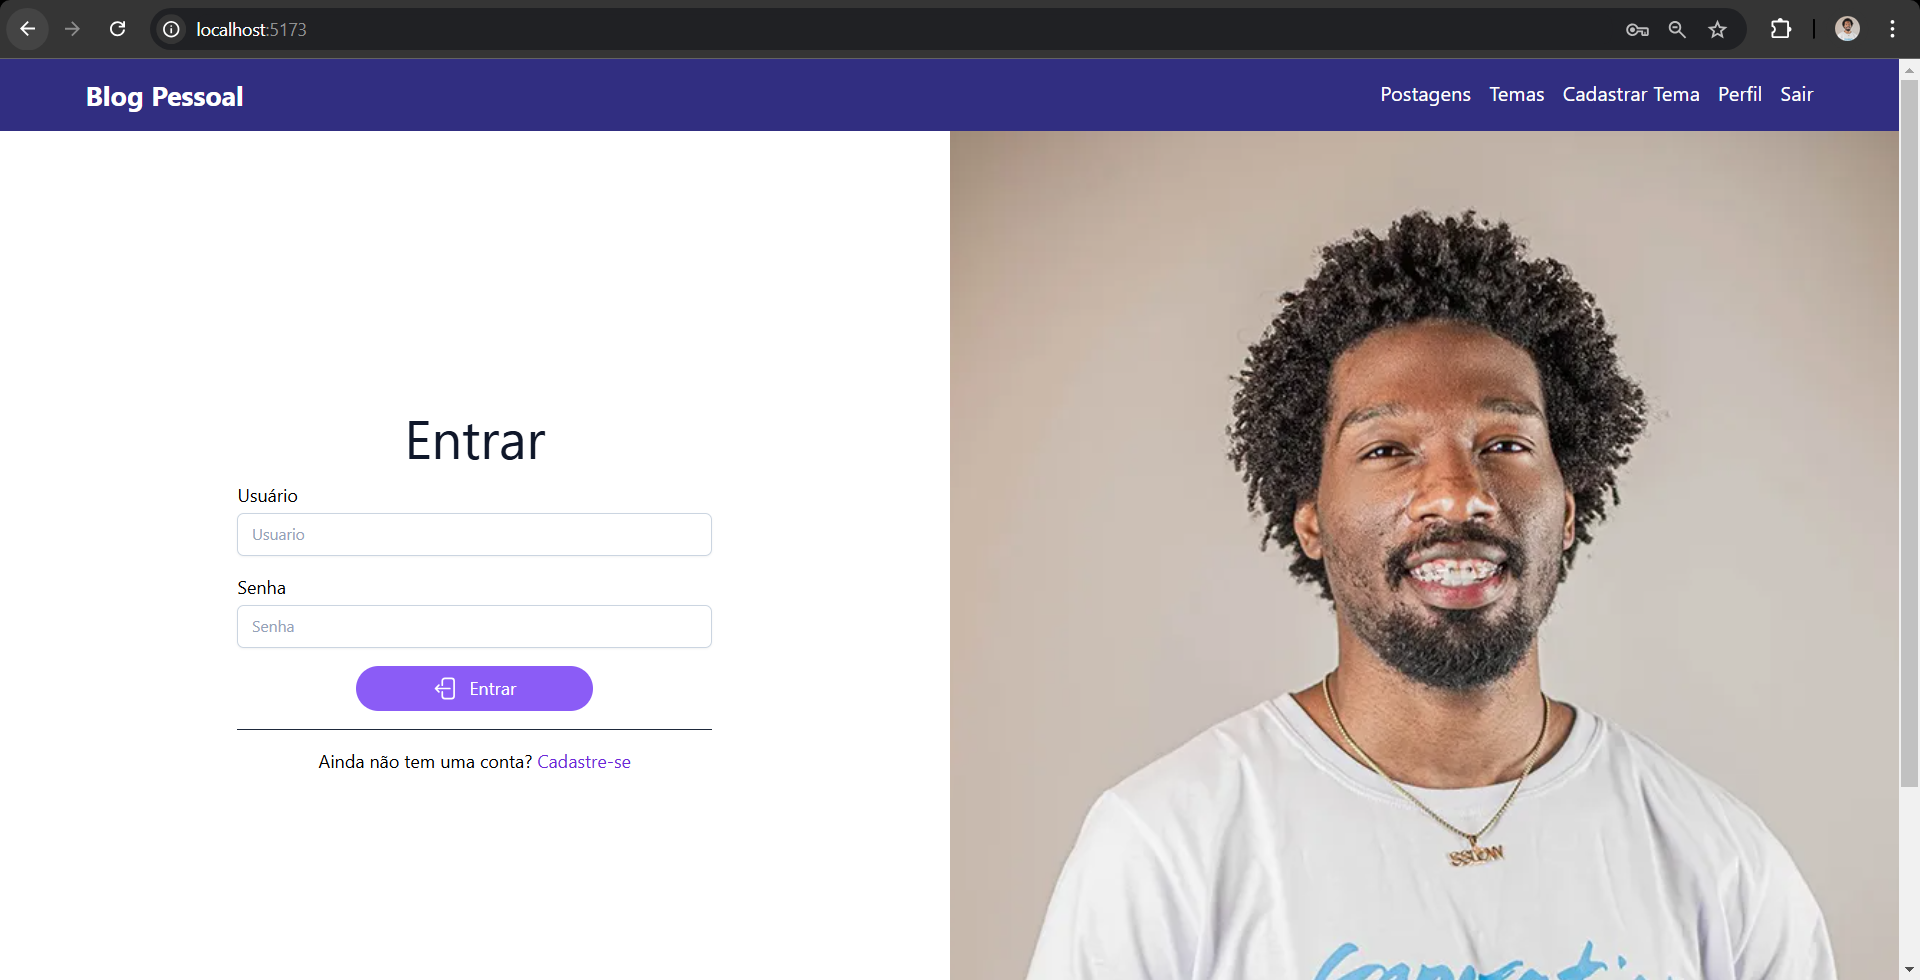 localhost:5173
Blog Pessoal
Postagens Temas Cadastrar Tema Perfil Sair
Entrar
Usuário
Usuario
Senha
Senha
Entrar
Ainda não tem uma conta? Cadastre-se